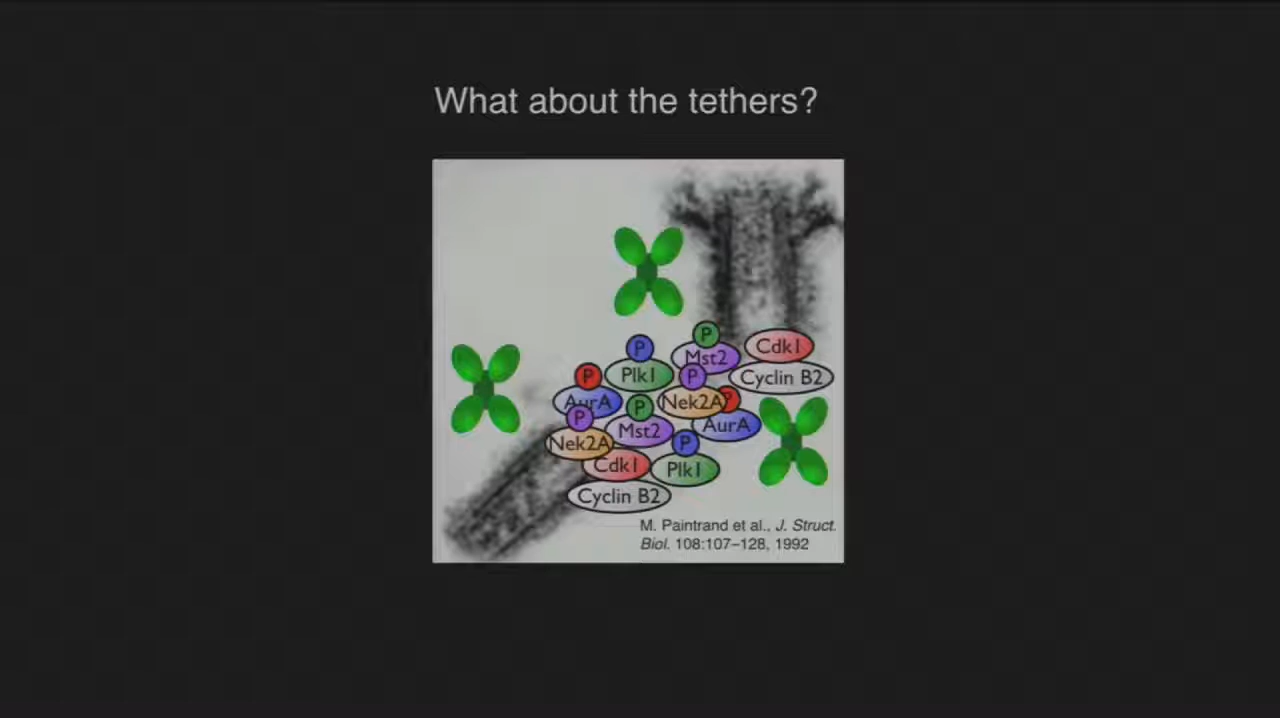 What about the tethers?
P
P
Mst2
Cdk1
Plk1
P
P
Cyclin B2
AurA
Nek2A
P
P
Mst2
AurA
Nek2A
P
Cdk1
Plk1
Cyclin B2
M. Paintrand et al., J. Struct.
Biol. 108:107–128, 1992